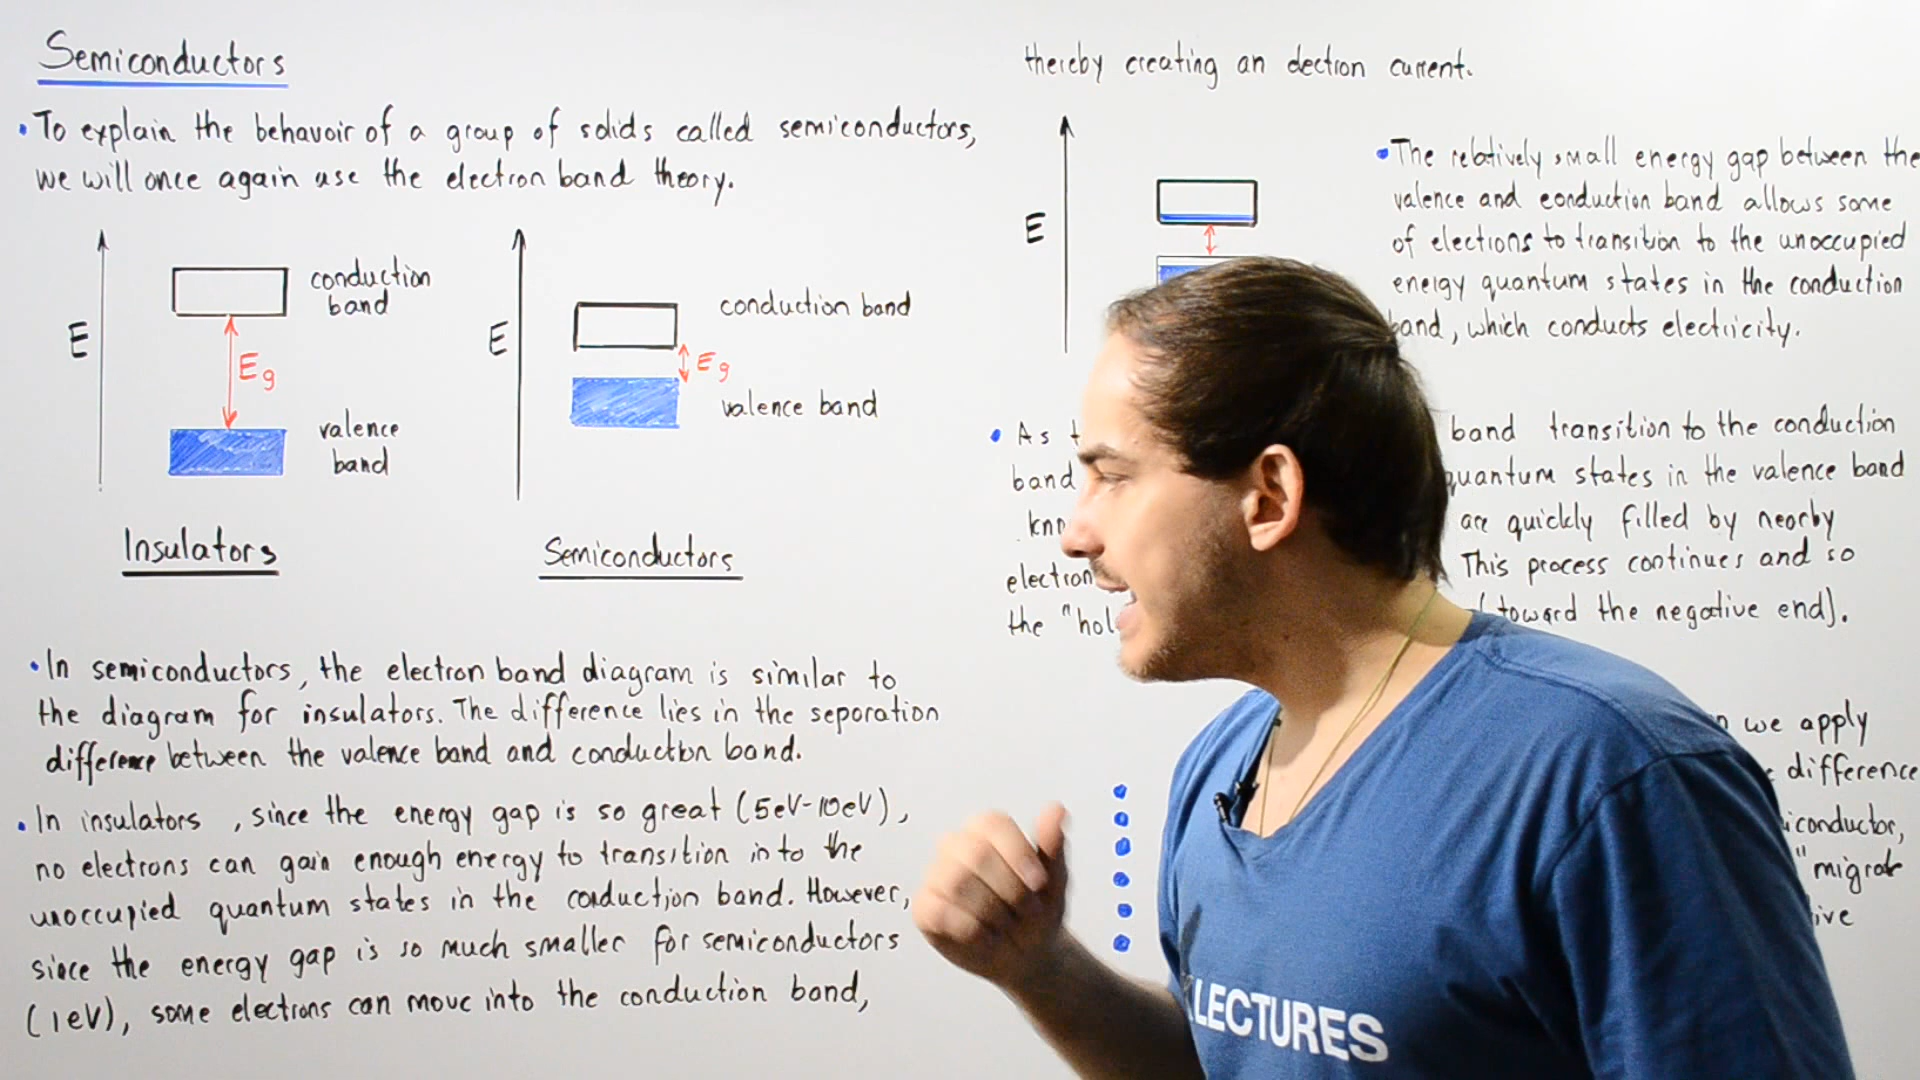 Semiconductors
• To explain the behavoir of a group of solids called semiconductors,
we will once again use the electron band theory.
E
conduction
band
Eg
valence
band
Insulators
E
conduction band
Eg
valence band
Semiconductors
• In semiconductors, the electron band diagram is similar to
the diagram for insulators. The difference lies in the seporation
difference between the valence band and conduction band.
• In insulators, since the energy gap is so great (5eV-10eV),
no electrons can gain enough energy to transition into the
unoccupied quantum states in the conduction band. However,
since the energy gap is so much smaller for semiconductors
(1eV), some electrons can move into the conduction band,
thereby creating an electron current.
E
• The relatively small energy gap between the
valence and conduction band allows some
of electrons to transition to the unoccupied
energy quantum states in the conduction
band, which conducts electricity.
• As band transition to the conduction
band quantum states in the valence band
are quickly filled by nearby
electron This process continues and so
the "hol (toward the negative end).
we apply
difference
"migrate
LECTURES